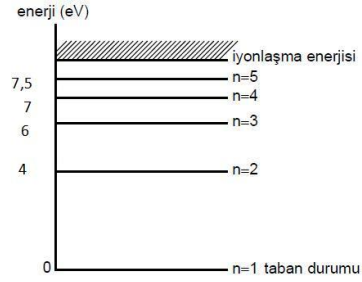 enerji (eV)
iyonlaşma enerjisi
7,5 n=5
7 n=4
6 n=3
4 n=2
0 n=1 taban durumu